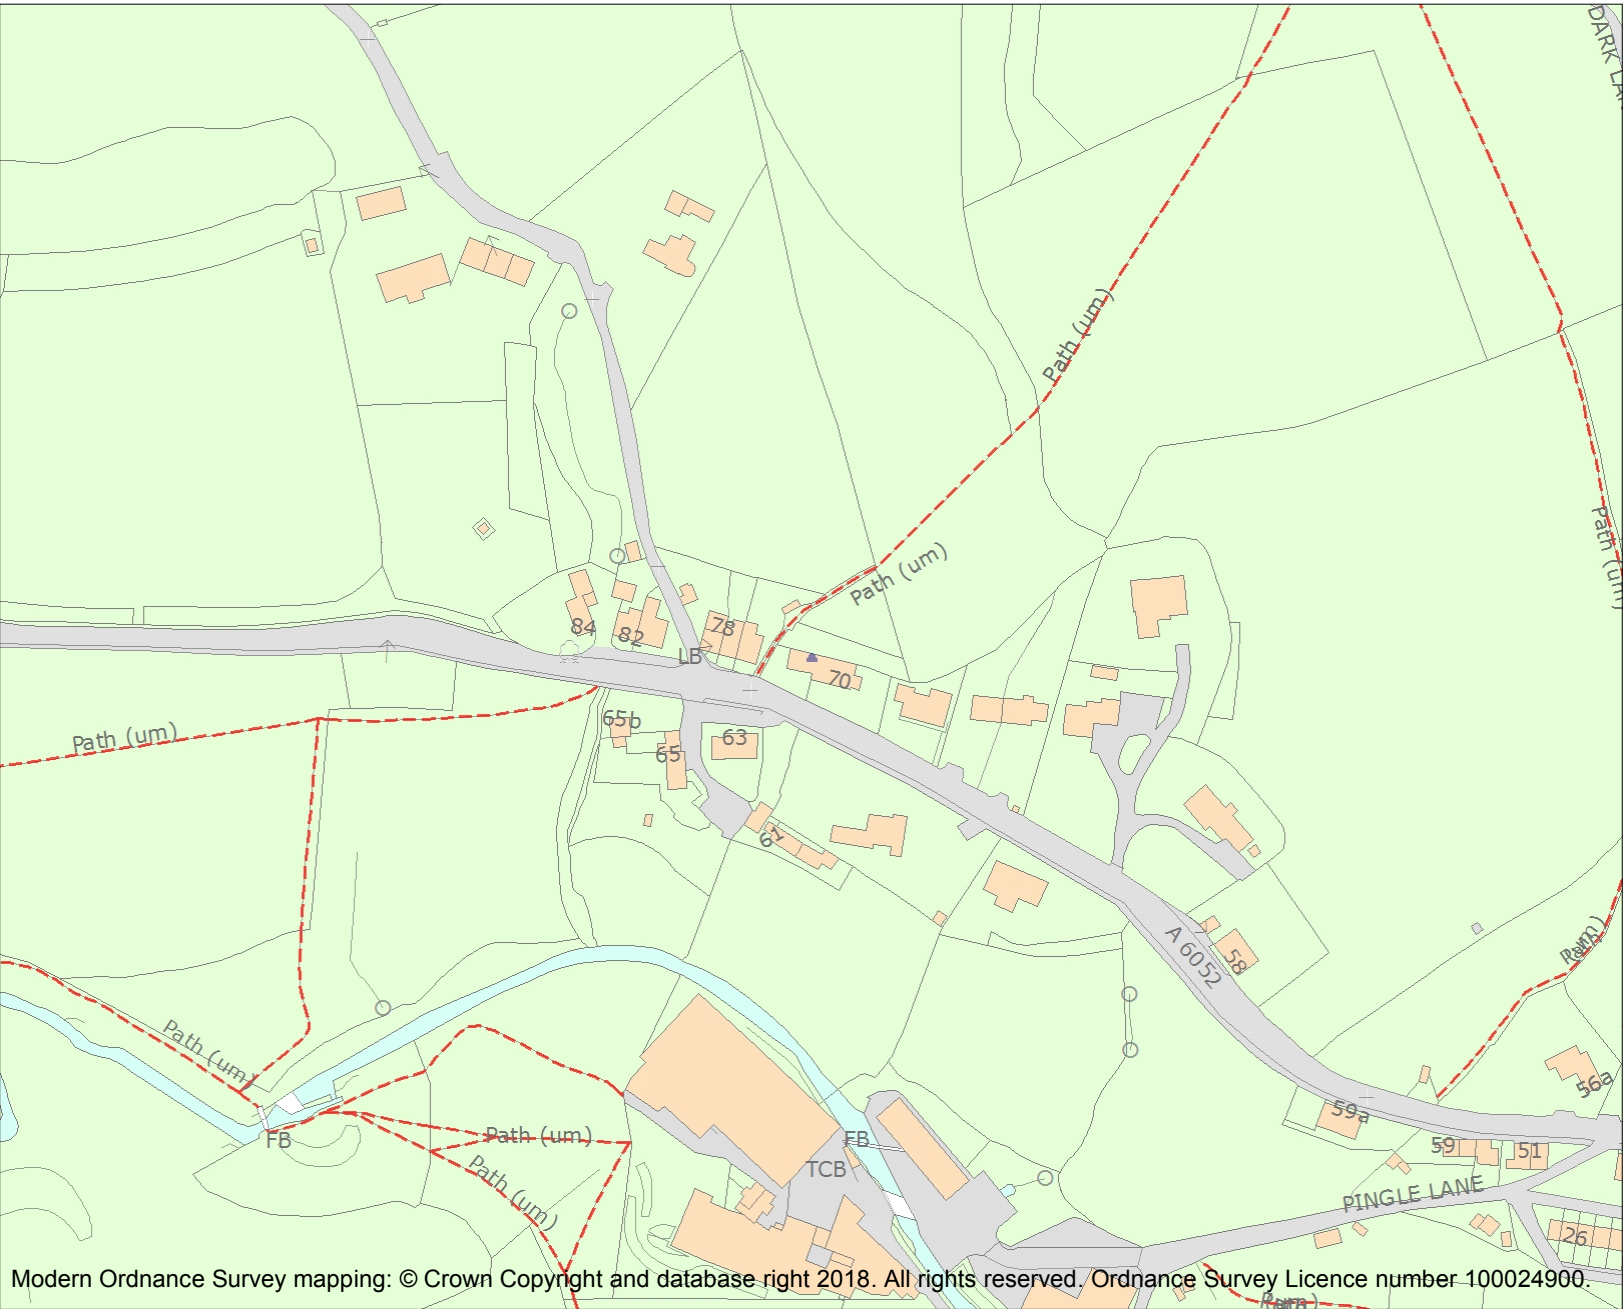 DARK LA
Path (um)
Path (um)
Path (um)
84
82
78
LB
70
Path (um)
65b
65
63
61
A 6052
58
Path (um)
FB
Path (um)
Path (um)
FB
TCB
59a
56a
59
51
PINGLE LANE
26
Modern Ordnance Survey mapping: © Crown Copyright and database right 2018. All rights reserved. Ordnance Survey Licence number 100024900.